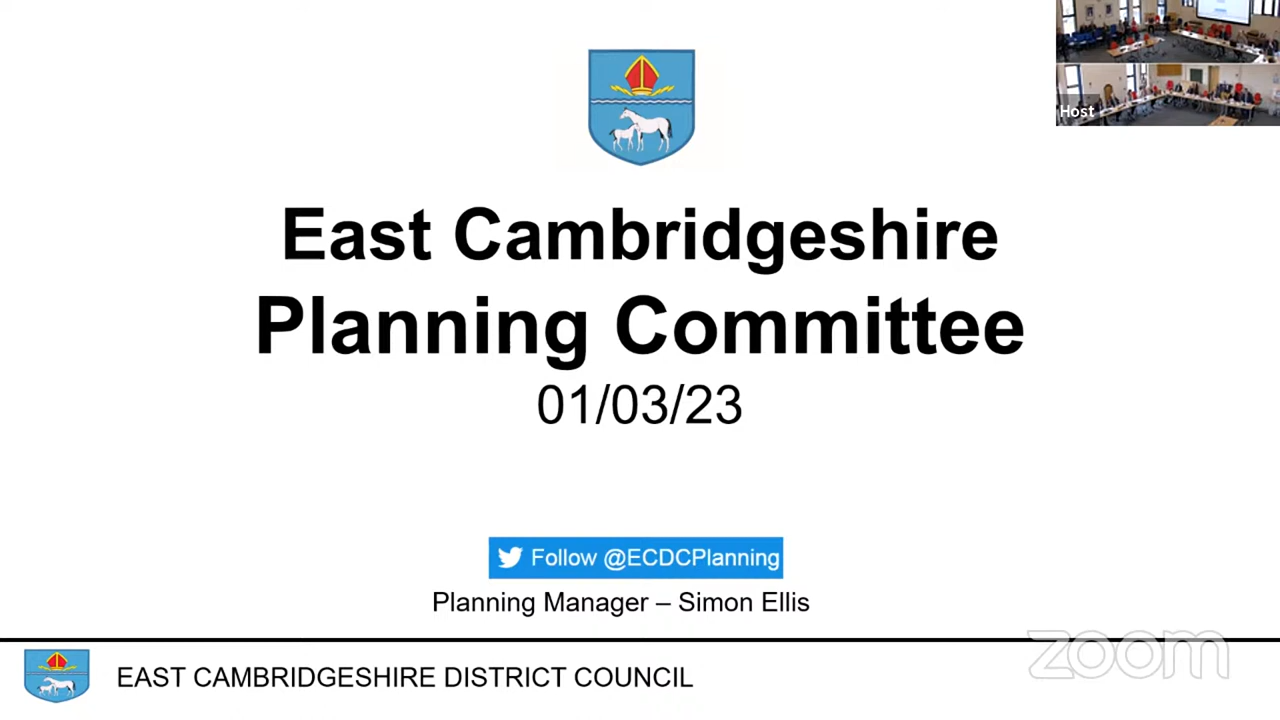 Host
East Cambridgeshire
Planning Committee
01/03/23
Follow @ECDCPlanning
Planning Manager – Simon Ellis
zoom
EAST CAMBRIDGESHIRE DISTRICT COUNCIL